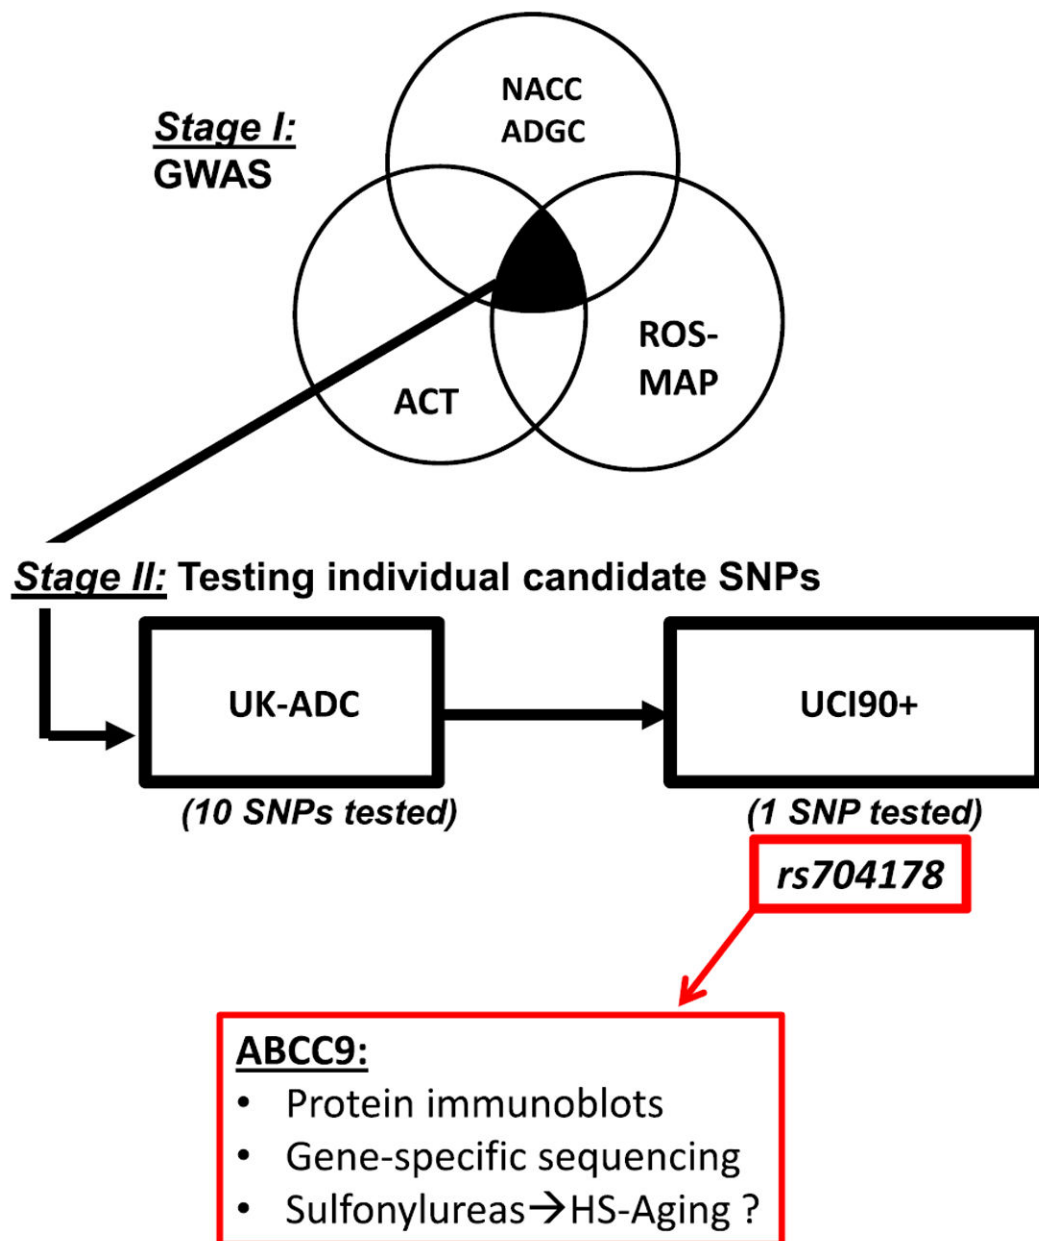 NACC
ADGC
Stage I:
GWAS
ROS-
MAP
ACT
Stage II: Testing individual candidate SNPs
UK-ADC
UCI90+
(10 SNPs tested)
(1 SNP tested)
rs704178
ABCC9:
• Protein immunoblots
• Gene-specific sequencing
• Sulfonylureas→HS-Aging ?